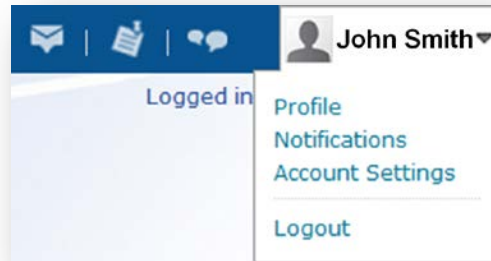 John Smith
Logged in
Profile
Notifications
Account Settings
Logout